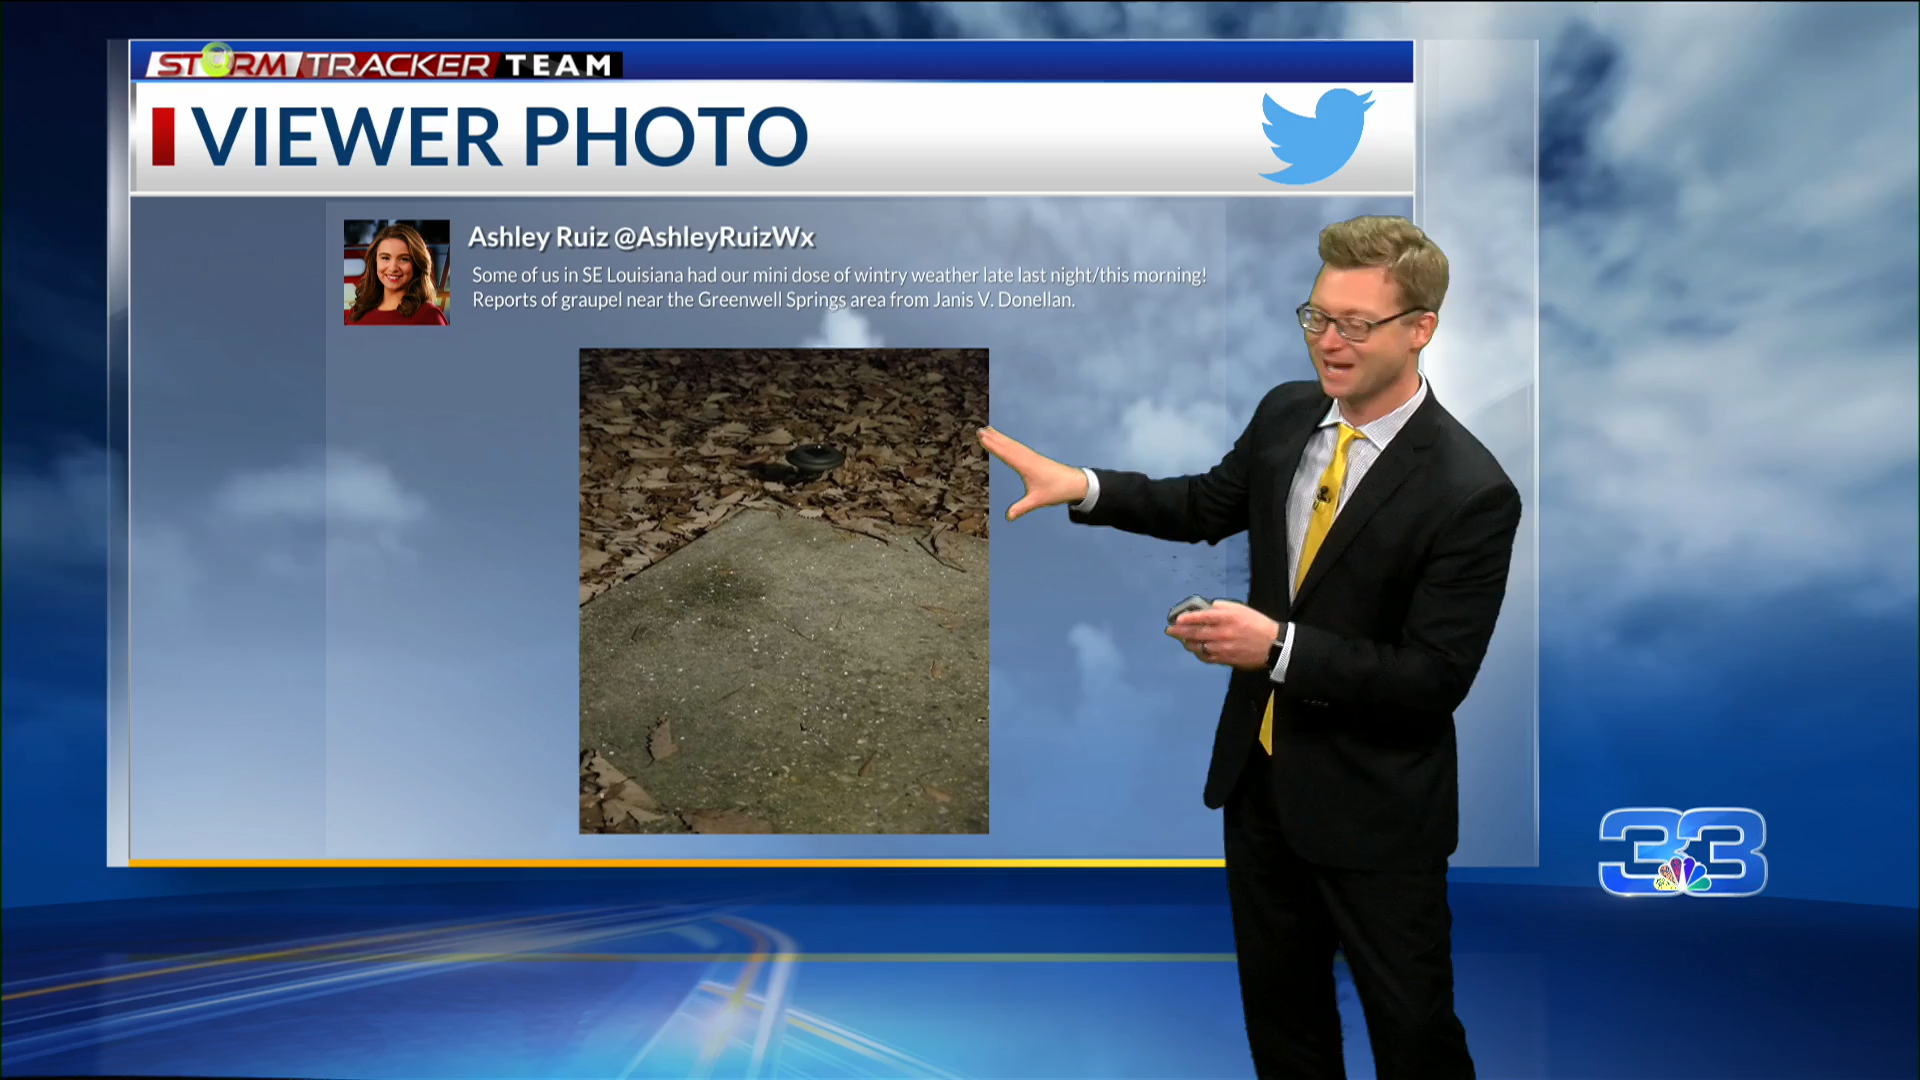 STORM TRACKER TEAM
VIEWER PHOTO
Ashley Ruiz @AshleyRuizWx
Some of us in SE Louisiana had our mini dose of wintry weather late last night/this morning!
Reports of graupel near the Greenwell Springs area from Janis V. Donellan.
33